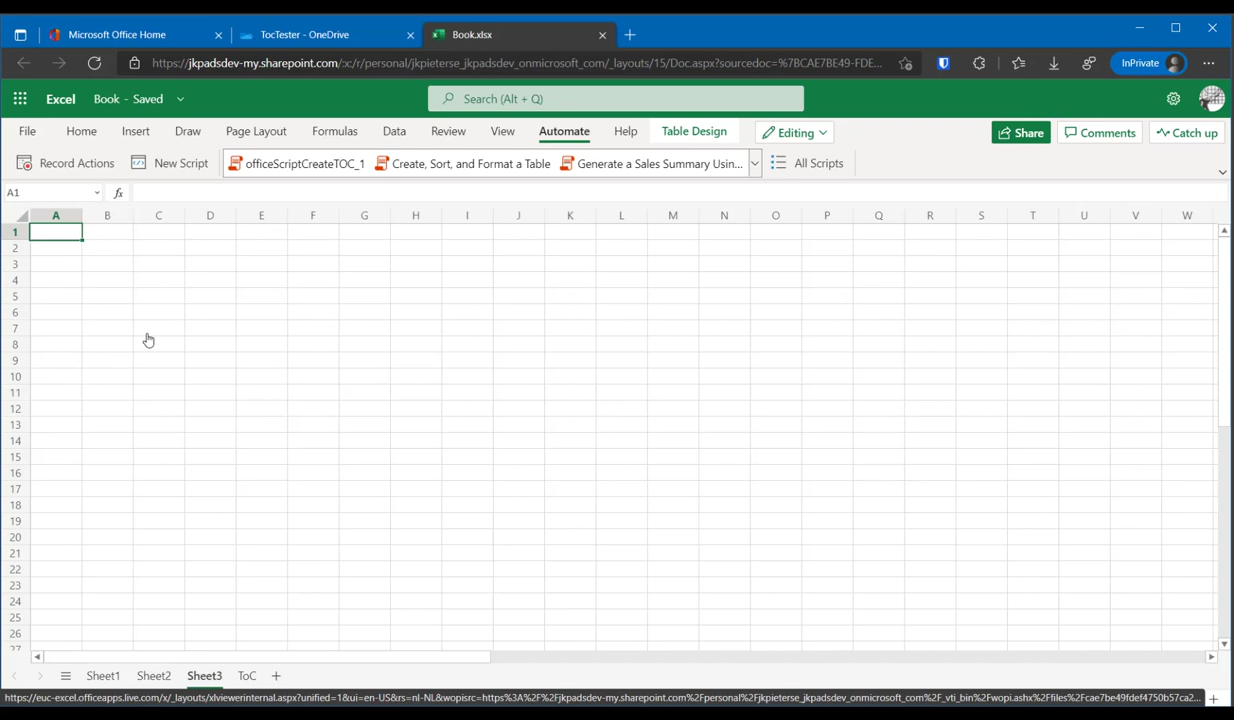 Microsoft Office Home
TocTester - OneDrive
Book.xlsx
https://jkpadsdev-my.sharepoint.com/:x:/r/personal/jkpieterse_jkpadsdev_onmicrosoft_com/_layouts/15/Doc.aspx?sourcedoc=%7BCAE7BE49-FDE...
InPrivate
Excel Book - Saved
Search (Alt + Q)
File Home Insert Draw Page Layout Formulas Data Review View Automate Help Table Design Editing Share Comments Catch up
Record Actions New Script officeScriptCreateTOC_1 Create, Sort, and Format a Table Generate a Sales Summary Usin... All Scripts
A1 fx
A B C D E F G H I J K L M N O P Q R S T U V W
1
2
3
4
5
6
7
8
9
10
11
12
13
14
15
16
17
18
19
20
21
22
23
24
25
26
27
Sheet1 Sheet2 Sheet3 ToC
https://euc-excel.officeapps.live.com/x/_layouts/xlviewerinternal.aspx?unified=1&ui=en-US&rs=nl-NL&wopisrc=https%3A%2F%2Fjkpadsdev-my.sharepoint.com%2Fpersonal%2Fjkpieterse_jkpadsdev_onmicrosoft_com%2F_vti_bin%2Fwopi.ashx%2Ffiles%2Fcae7be49fdef4750b57ca2...